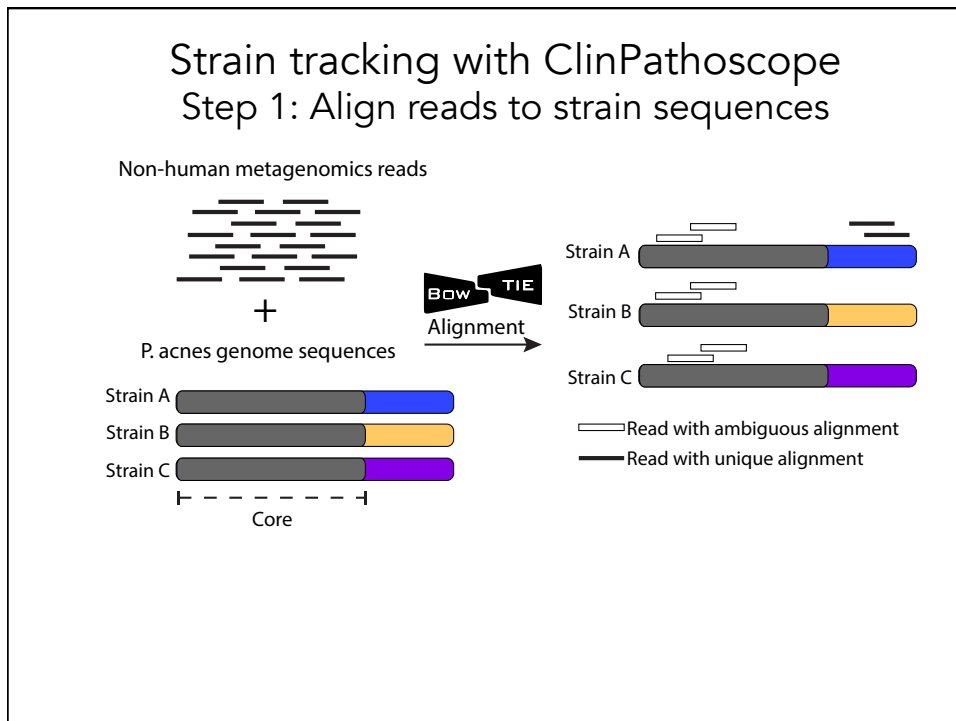 Strain tracking with ClinPathoscope
Step 1: Align reads to strain sequences
Non-human metagenomics reads
+
P. acnes genome sequences
Strain A
Strain B
Strain C
Core
BOW TIE
Alignment
Strain A
Strain B
Strain C
Read with ambiguous alignment
Read with unique alignment